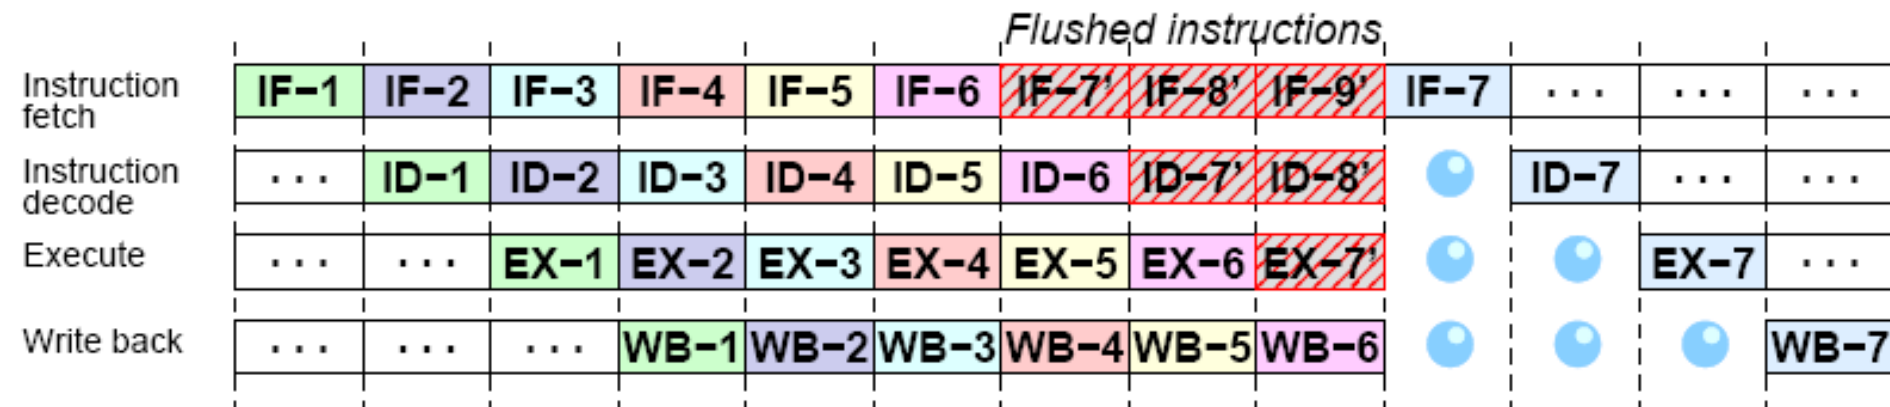 Flushed instructions
Instruction fetch IF−1 IF−2 IF−3 IF−4 IF−5 IF−6 IF−7' IF−8' IF−9' IF−7 ... ... ...
Instruction decode ... ID−1 ID−2 ID−3 ID−4 ID−5 ID−6 ID−7' ID−8' ID−7 ... ...
Execute ... ... EX−1 EX−2 EX−3 EX−4 EX−5 EX−6 EX−7' EX−7 ...
Write back ... ... ... WB−1 WB−2 WB−3 WB−4 WB−5 WB−6 WB−7